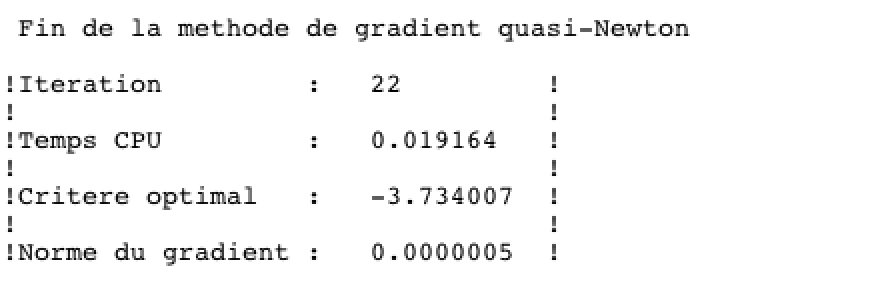 Fin de la methode de gradient quasi-Newton
!Iteration          :   22         !
!                                  !
!Temps CPU          :   0.019164   !
!                                  !
!Critere optimal    :   -3.734007  !
!                                  !
!Norme du gradient :   0.0000005  !